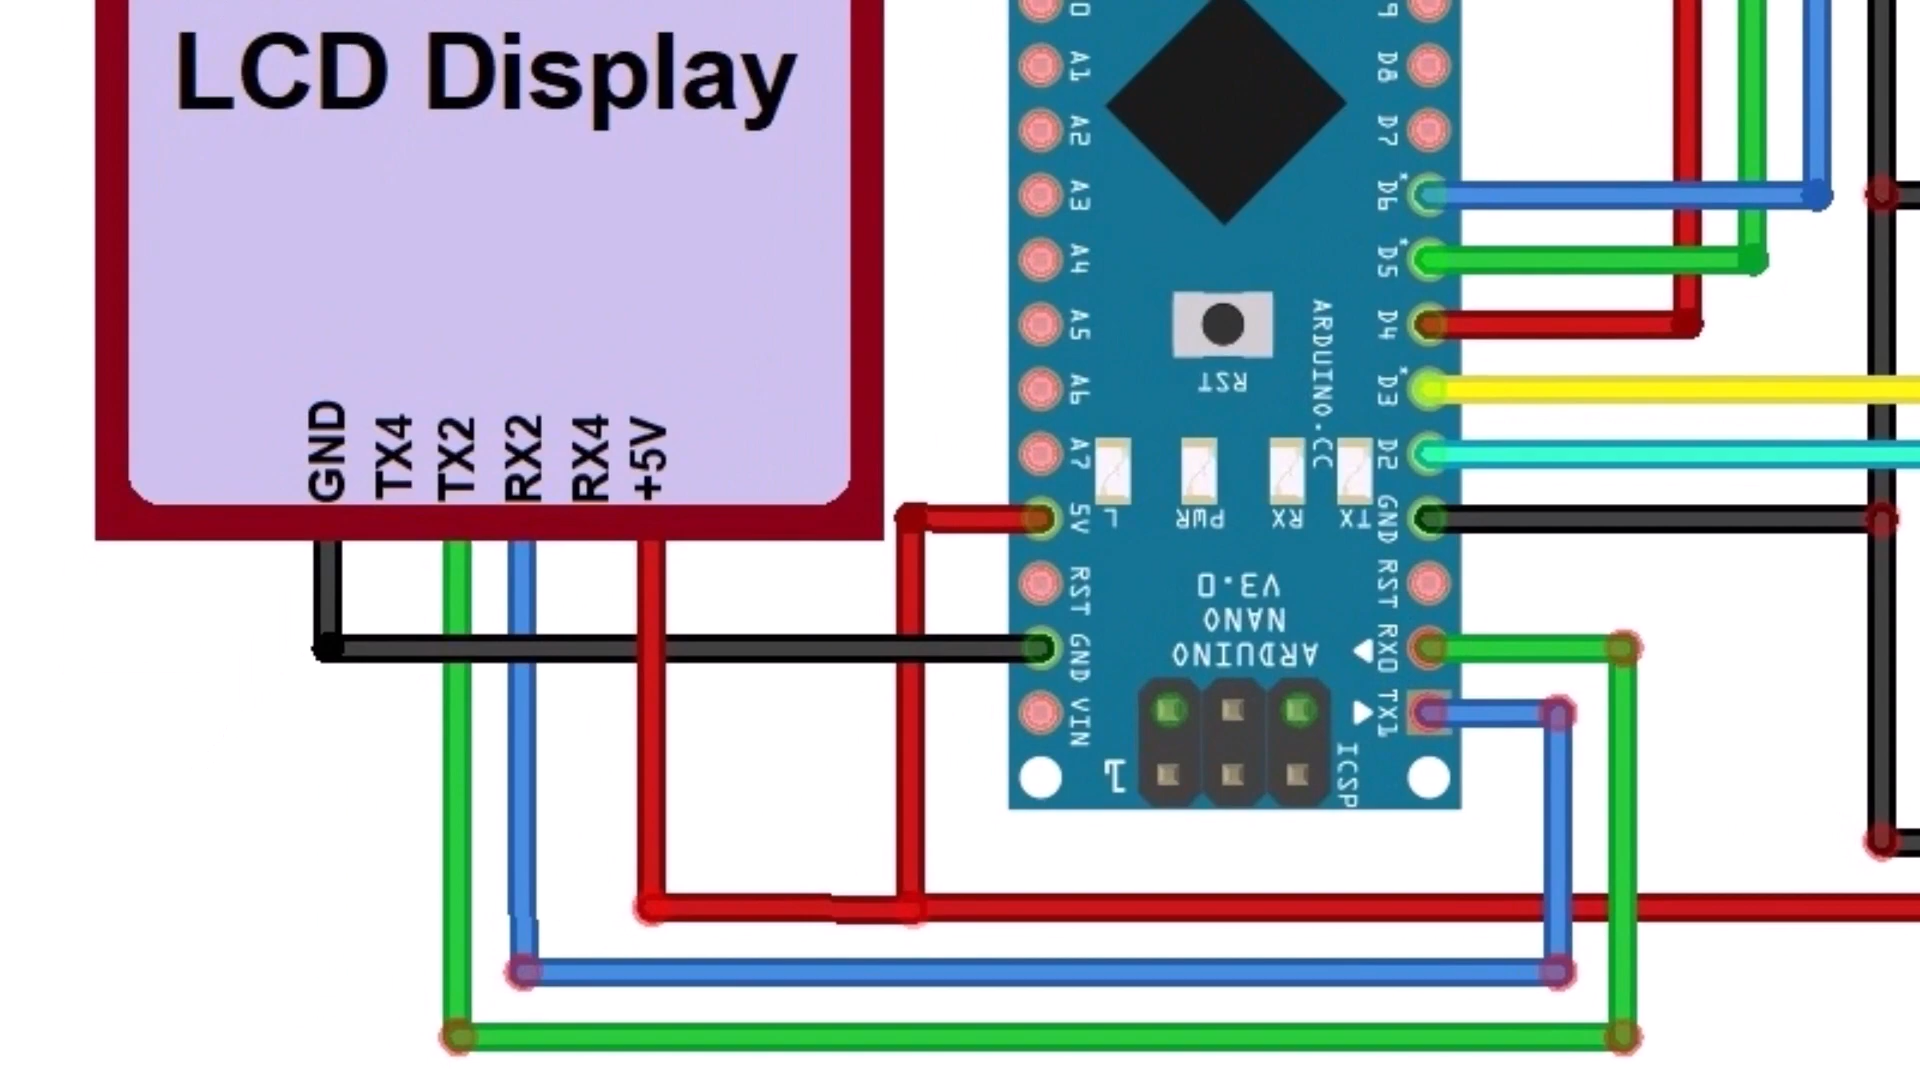 LCD Display
GND
TX4
TX2
RX2
RX4
+5V
A1
A2
A3
A4
A5
A6
A7
5V
RST
GND
VIN
RST
ARDUINO.CC
L
PWR
RX
TX
V3.0
NANO
ARDUINO
1
ICSP
D8
D7
D6
D5
D4
D3
D2
GND
RST
RX0
TX1